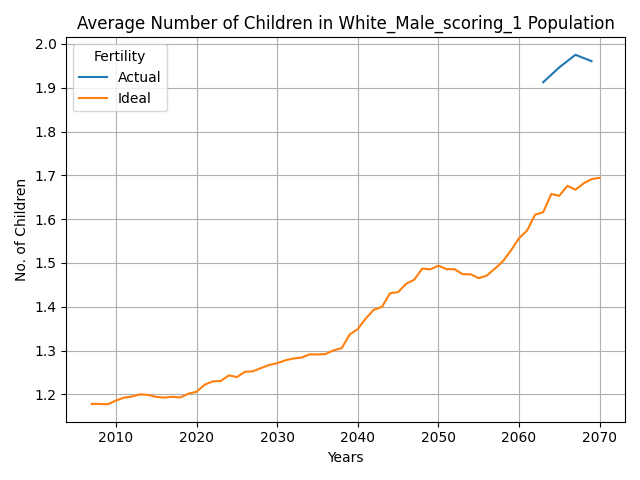 Average Number of Children in White_Male_scoring_1 Population
Fertility
Actual
Ideal
No. of Children
2.0
1.9
1.8
1.7
1.6
1.5
1.4
1.3
1.2
2010 2020 2030 2040 2050 2060 2070
Years